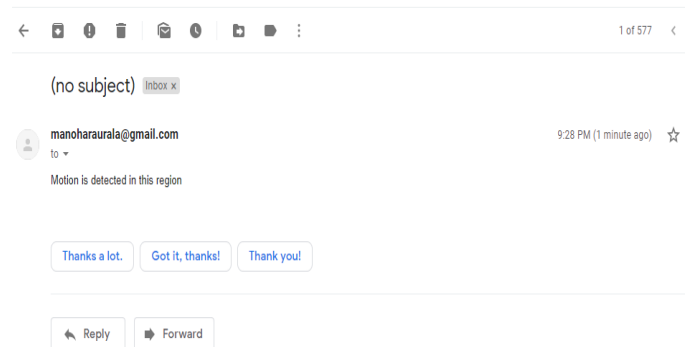 1 of 577
(no subject) Inbox x
manoharaurala@gmail.com 9:28 PM (1 minute ago)
to
Motion is detected in this region
Thanks a lot. Got it, thanks! Thank you!
Reply Forward